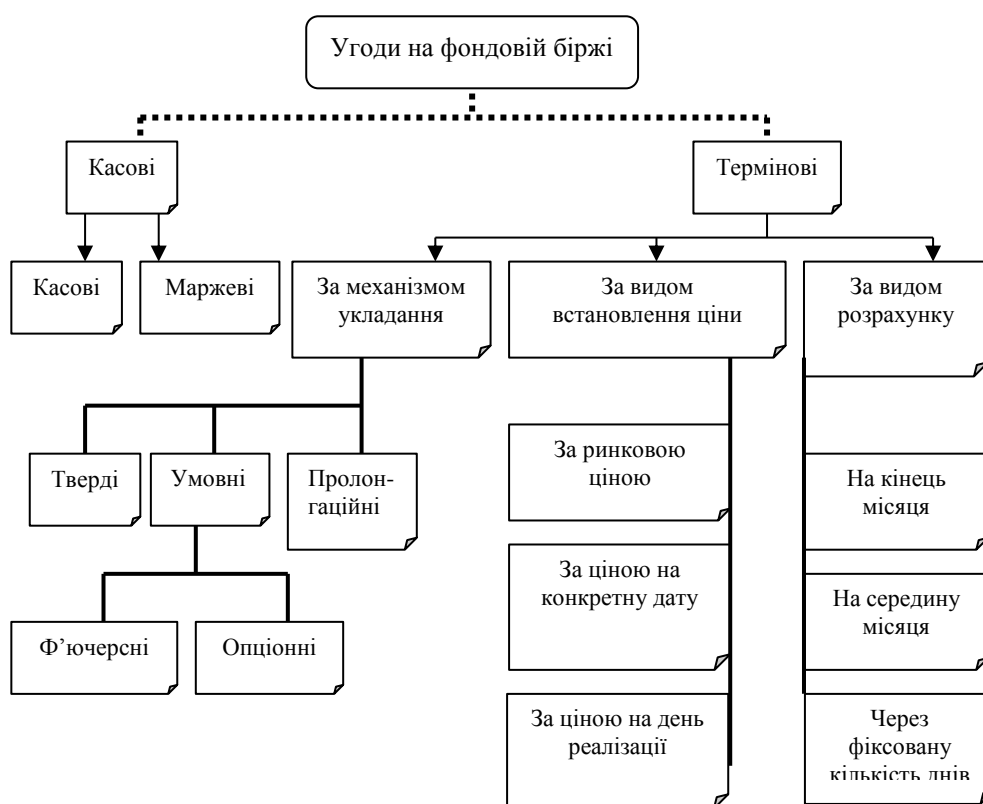 Угоди на фондовій біржі
Касові
Термінові
Касові
Маржеві
За механізмом
укладання
За видом
встановлення ціни
За видом
розрахунку
Тверді
Умовні
Пролон-
гаційні
За ринковою
ціною
На кінець
місяця
За ціною на
конкретну дату
На середину
місяця
Ф’ючерсні
Опціонні
За ціною на день
реалізації
Через
фіксовану
кількість днів